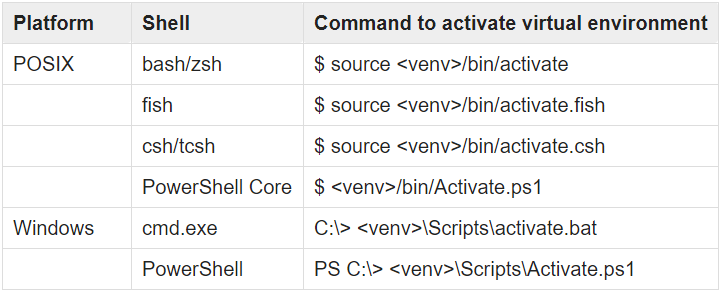 Platform Shell Command to activate virtual environment
POSIX bash/zsh $ source <venv>/bin/activate
fish $ source <venv>/bin/activate.fish
csh/tcsh $ source <venv>/bin/activate.csh
PowerShell Core $ <venv>/bin/Activate.ps1
Windows cmd.exe C:\> <venv>\Scripts\activate.bat
PowerShell PS C:\> <venv>\Scripts\Activate.ps1